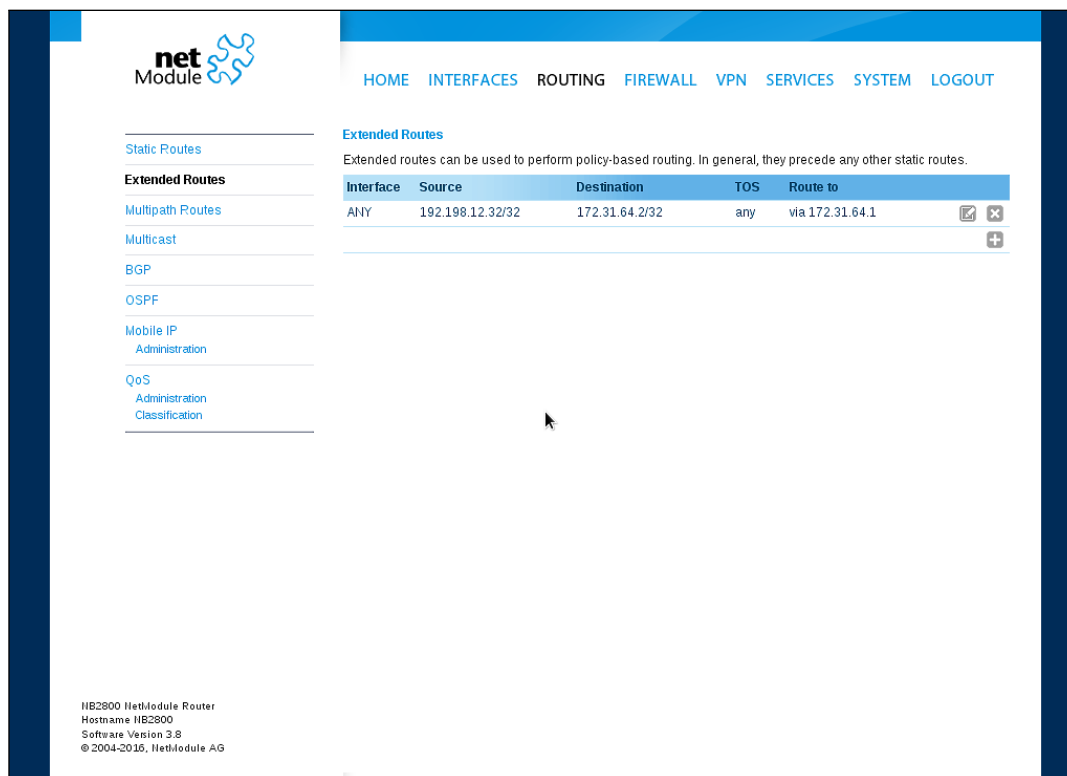 net
Module
HOME INTERFACES ROUTING FIREWALL VPN SERVICES SYSTEM LOGOUT
Static Routes
Extended Routes
Multipath Routes
Multicast
BGP
OSPF
Mobile IP
Administration
QoS
Administration
Classification
Extended Routes
Extended routes can be used to perform policy-based routing. In general, they precede any other static routes.
Interface Source Destination TOS Route to
ANY 192.198.12.32/32 172.31.64.2/32 any via 172.31.64.1
NB2800 NetModule Router
Hostname NB2800
Software Version 3.8
© 2004-2016, NetModule AG